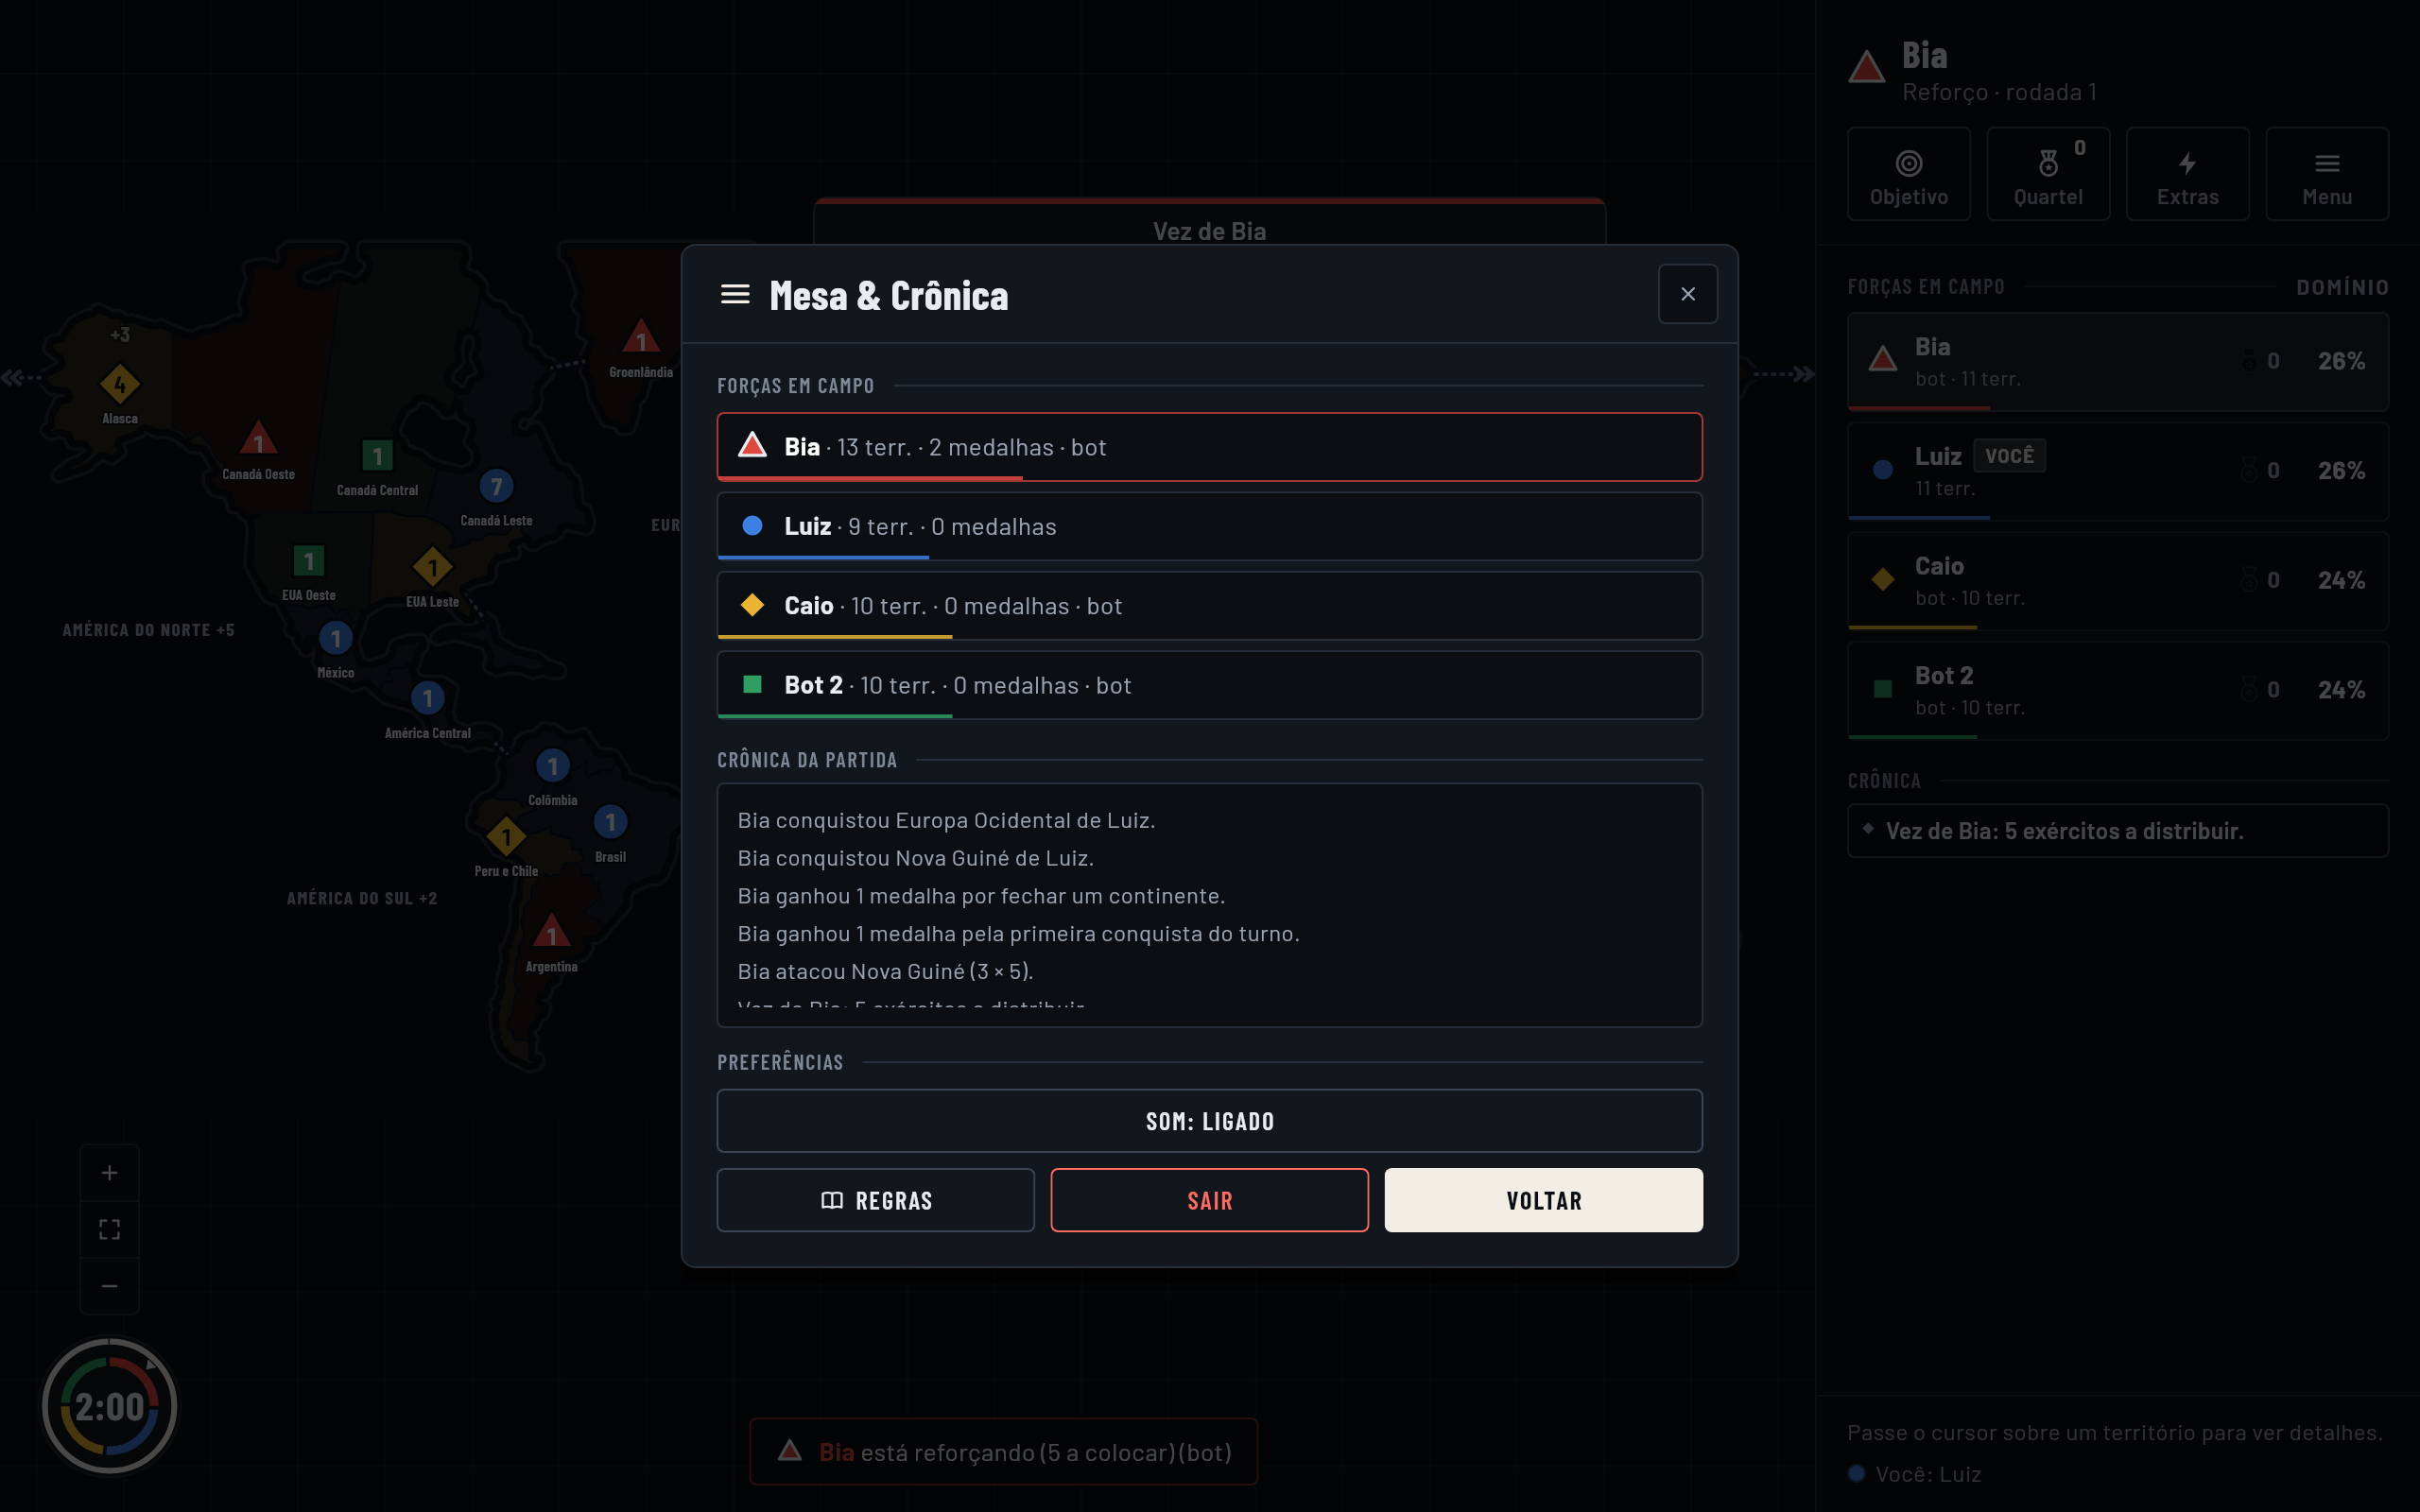 Bia
Reforço · rodada 1
Objetivo
0
Quartel
Extras
Menu
Vez de Bia
Mesa & Crônica
FORÇAS EM CAMPO
Bia · 13 terr. · 2 medalhas · bot
Luiz · 9 terr. · 0 medalhas
Caio · 10 terr. · 0 medalhas · bot
Bot 2 · 10 terr. · 0 medalhas · bot
CRÔNICA DA PARTIDA
Bia conquistou Europa Ocidental de Luiz.
Bia conquistou Nova Guiné de Luiz.
Bia ganhou 1 medalha por fechar um continente.
Bia ganhou 1 medalha pela primeira conquista do turno.
Bia atacou Nova Guiné (3 × 5).
Vez de Bia: 5 exércitos a distribuir.
PREFERÊNCIAS
SOM: LIGADO
REGRAS
SAIR
VOLTAR
+3
4
Alasca
1
Canadá Oeste
1
Canadá Central
7
Canadá Leste
1
Groenlândia
EUR
1
EUA Oeste
1
EUA Leste
AMÉRICA DO NORTE +5
1
México
1
América Central
1
Colômbia
1
Brasil
1
Peru e Chile
AMÉRICA DO SUL +2
1
Argentina
+
−
2:00
Bia está reforçando (5 a colocar) (bot)
FORÇAS EM CAMPO
DOMÍNIO
Bia
bot · 11 terr.
0
26%
Luiz VOCÊ
11 terr.
0
26%
Caio
bot · 10 terr.
0
24%
Bot 2
bot · 10 terr.
0
24%
CRÔNICA
Vez de Bia: 5 exércitos a distribuir.
Passe o cursor sobre um território para ver detalhes.
Você: Luiz